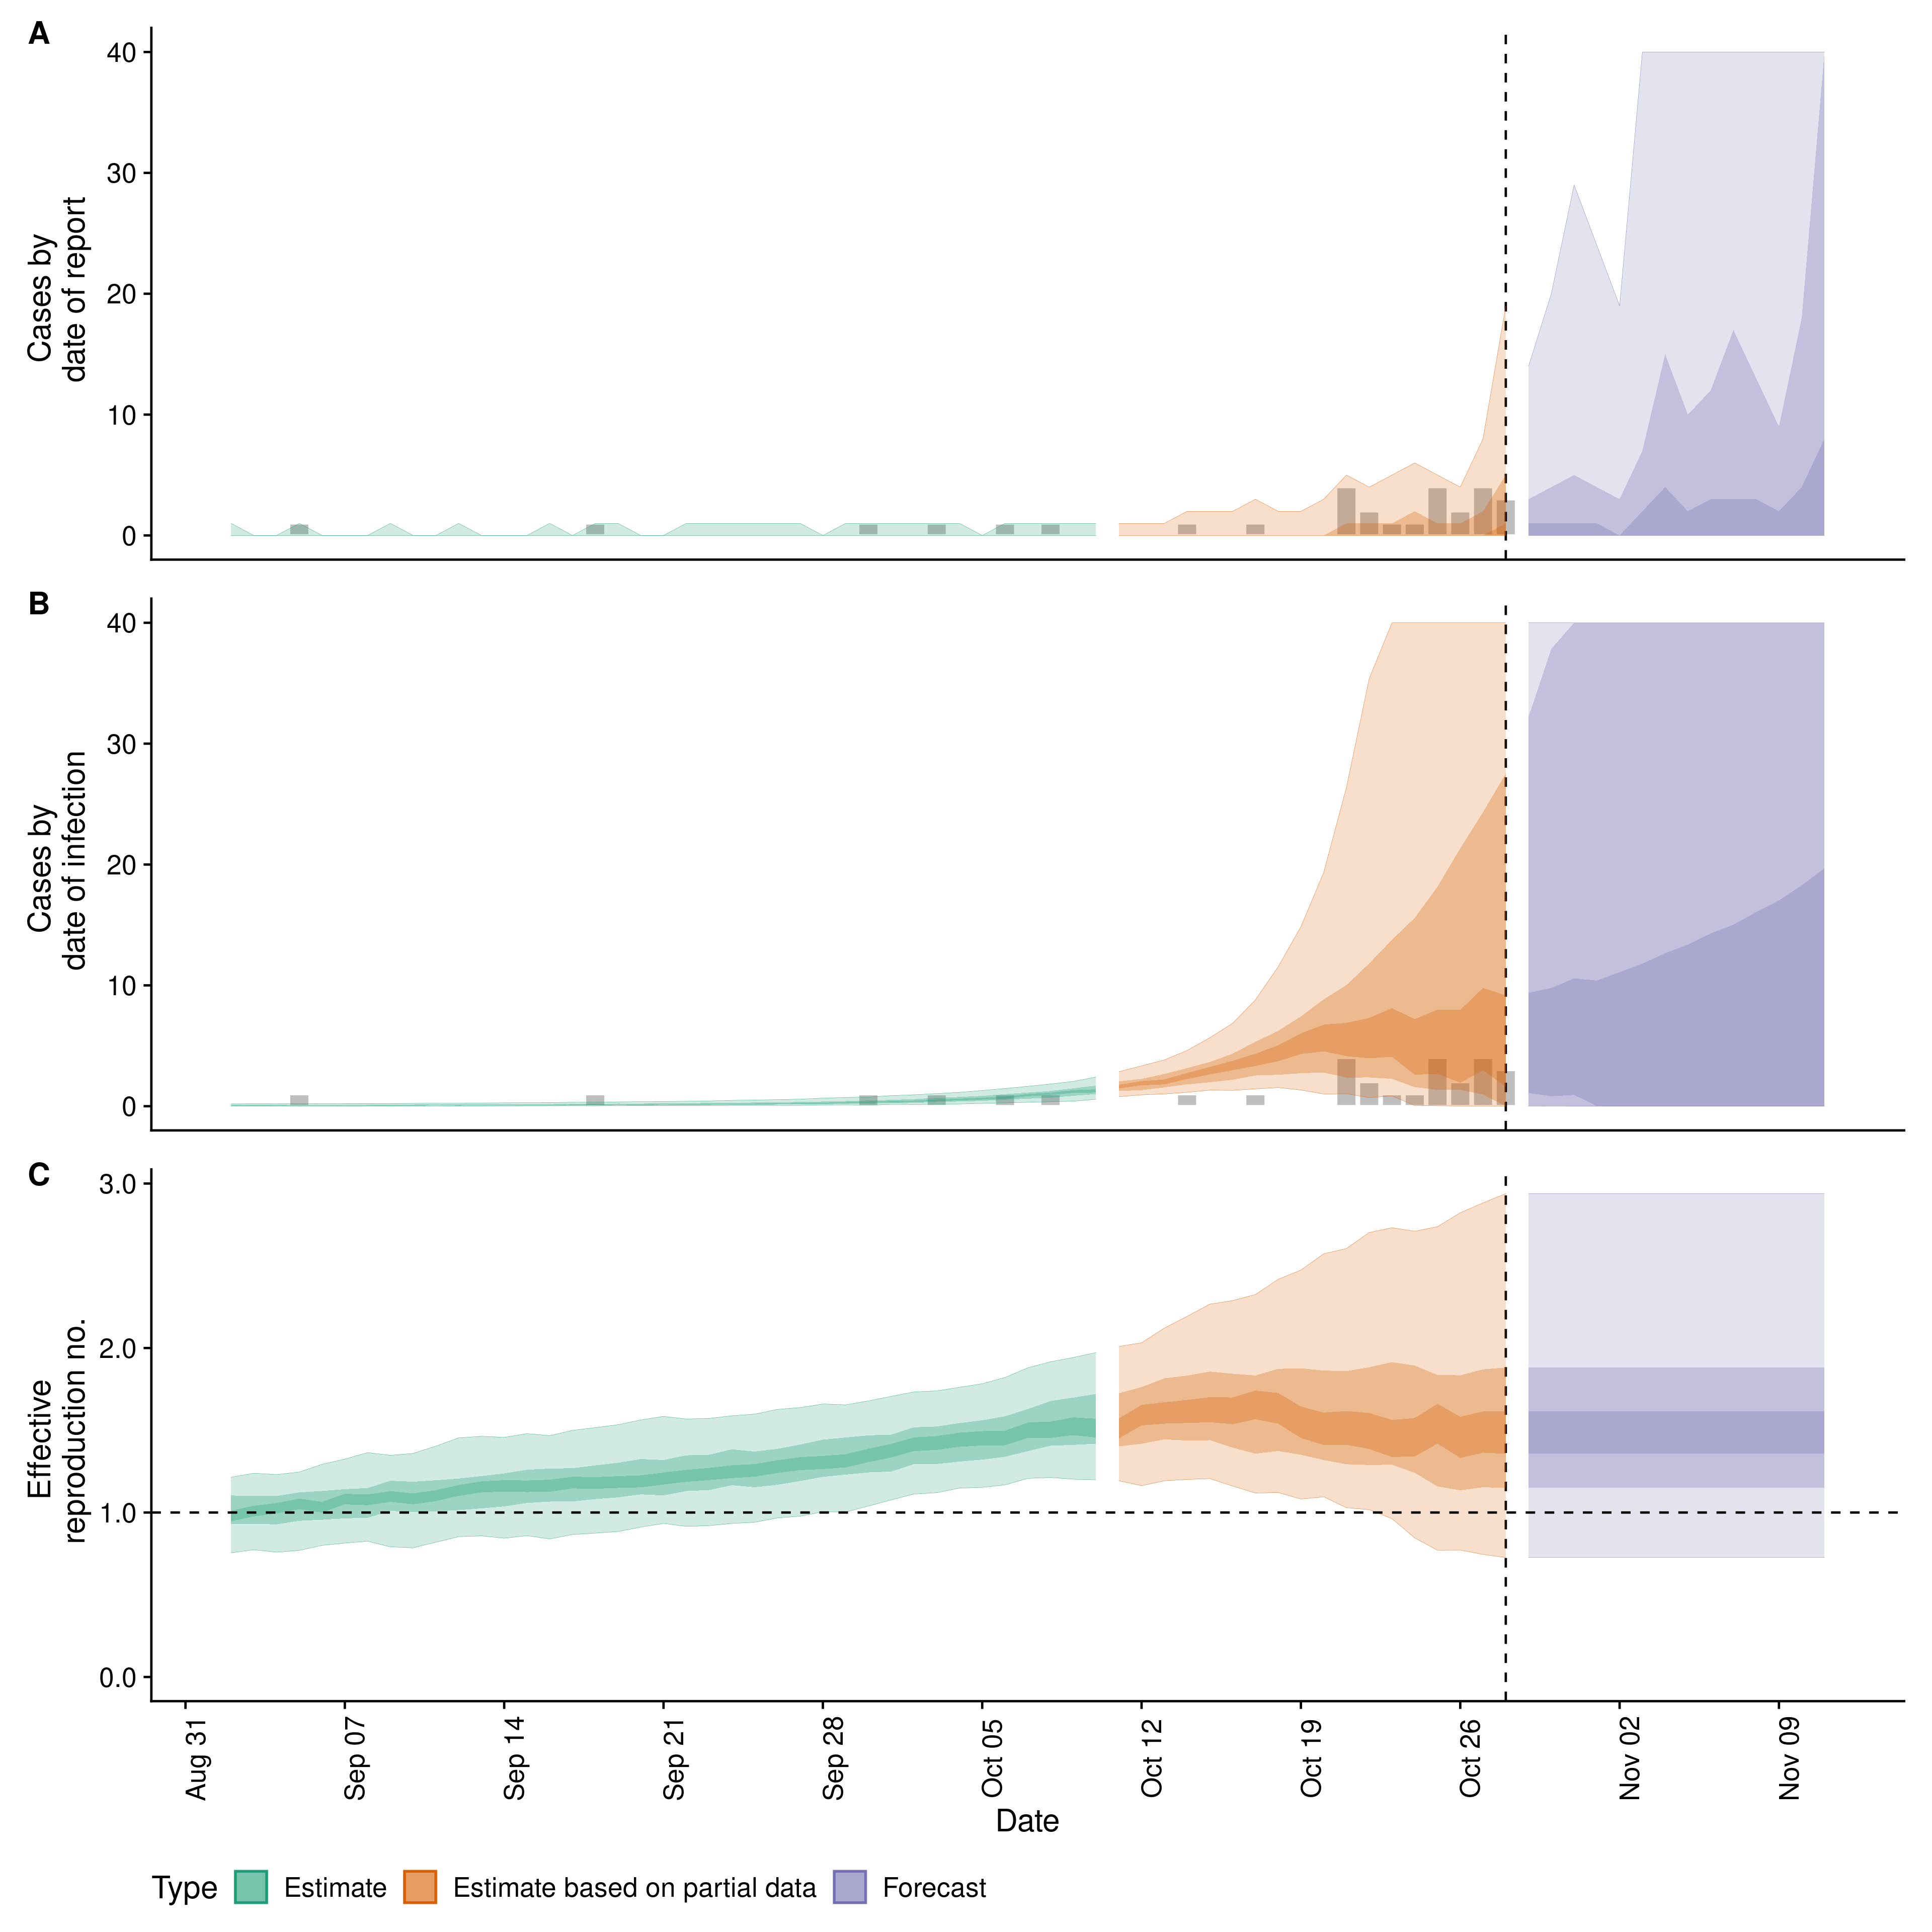 A
40
30
20
10
0
Cases by
date of report
B
40
30
20
10
0
Cases by
date of infection
C
3.0
2.0
1.0
0.0
Effective
reproduction no.
Aug 31
Sep 07
Sep 14
Sep 21
Sep 28
Oct 05
Oct 12
Oct 19
Oct 26
Nov 02
Nov 09
Date
Type Estimate Estimate based on partial data Forecast